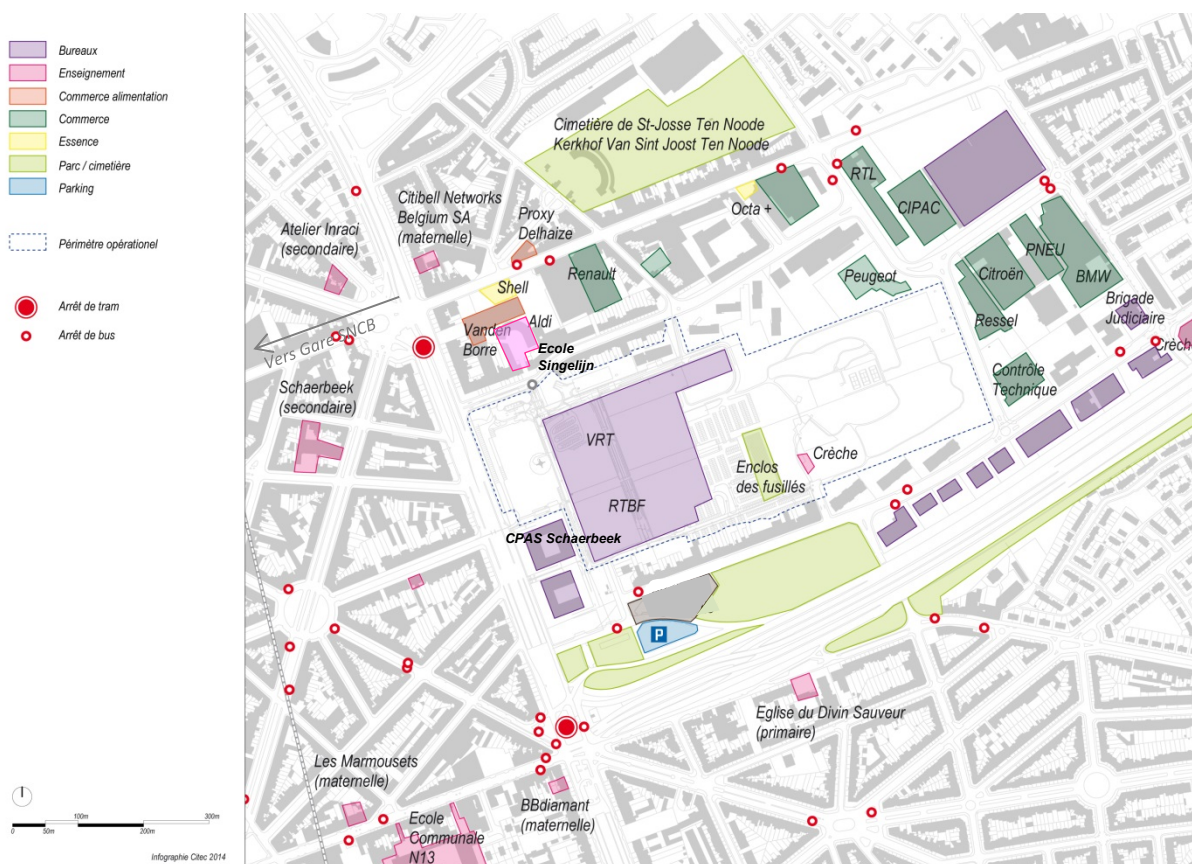 Bureaux
Enseignement
Commerce alimentation
Commerce
Essence
Parc / cimetière
Parking
Périmètre opérationel
Arrêt de tram
Arrêt de bus
Cimetière de St-Josse Ten Noode
Kerkhof Van Sint Joost Ten Noode
Citibell Networks
Belgium SA
(maternelle)
Atelier Inraci
(secondaire)
Proxy
Delhaize
Octa +
RTL
CIPAC
Renault
Shell
Peugeot
Citroën
PNEU
BMW
Ressel
Brigade
Judiciaire
Crèche
Vers Gare SNCB
Vanden
Borre
Aldi
Ecole
Singelijn
Contrôle
Technique
Schaerbeek
(secondaire)
VRT
RTBF
Enclos
des fusillés
Crèche
CPAS Schaerbeek
P
Eglise du Divin Sauveur
(primaire)
Les Marmousets
(maternelle)
BBdiamant
(maternelle)
Ecole
Communale
N13
0 50m 100m 200m 300m
Infographie Citec 2014